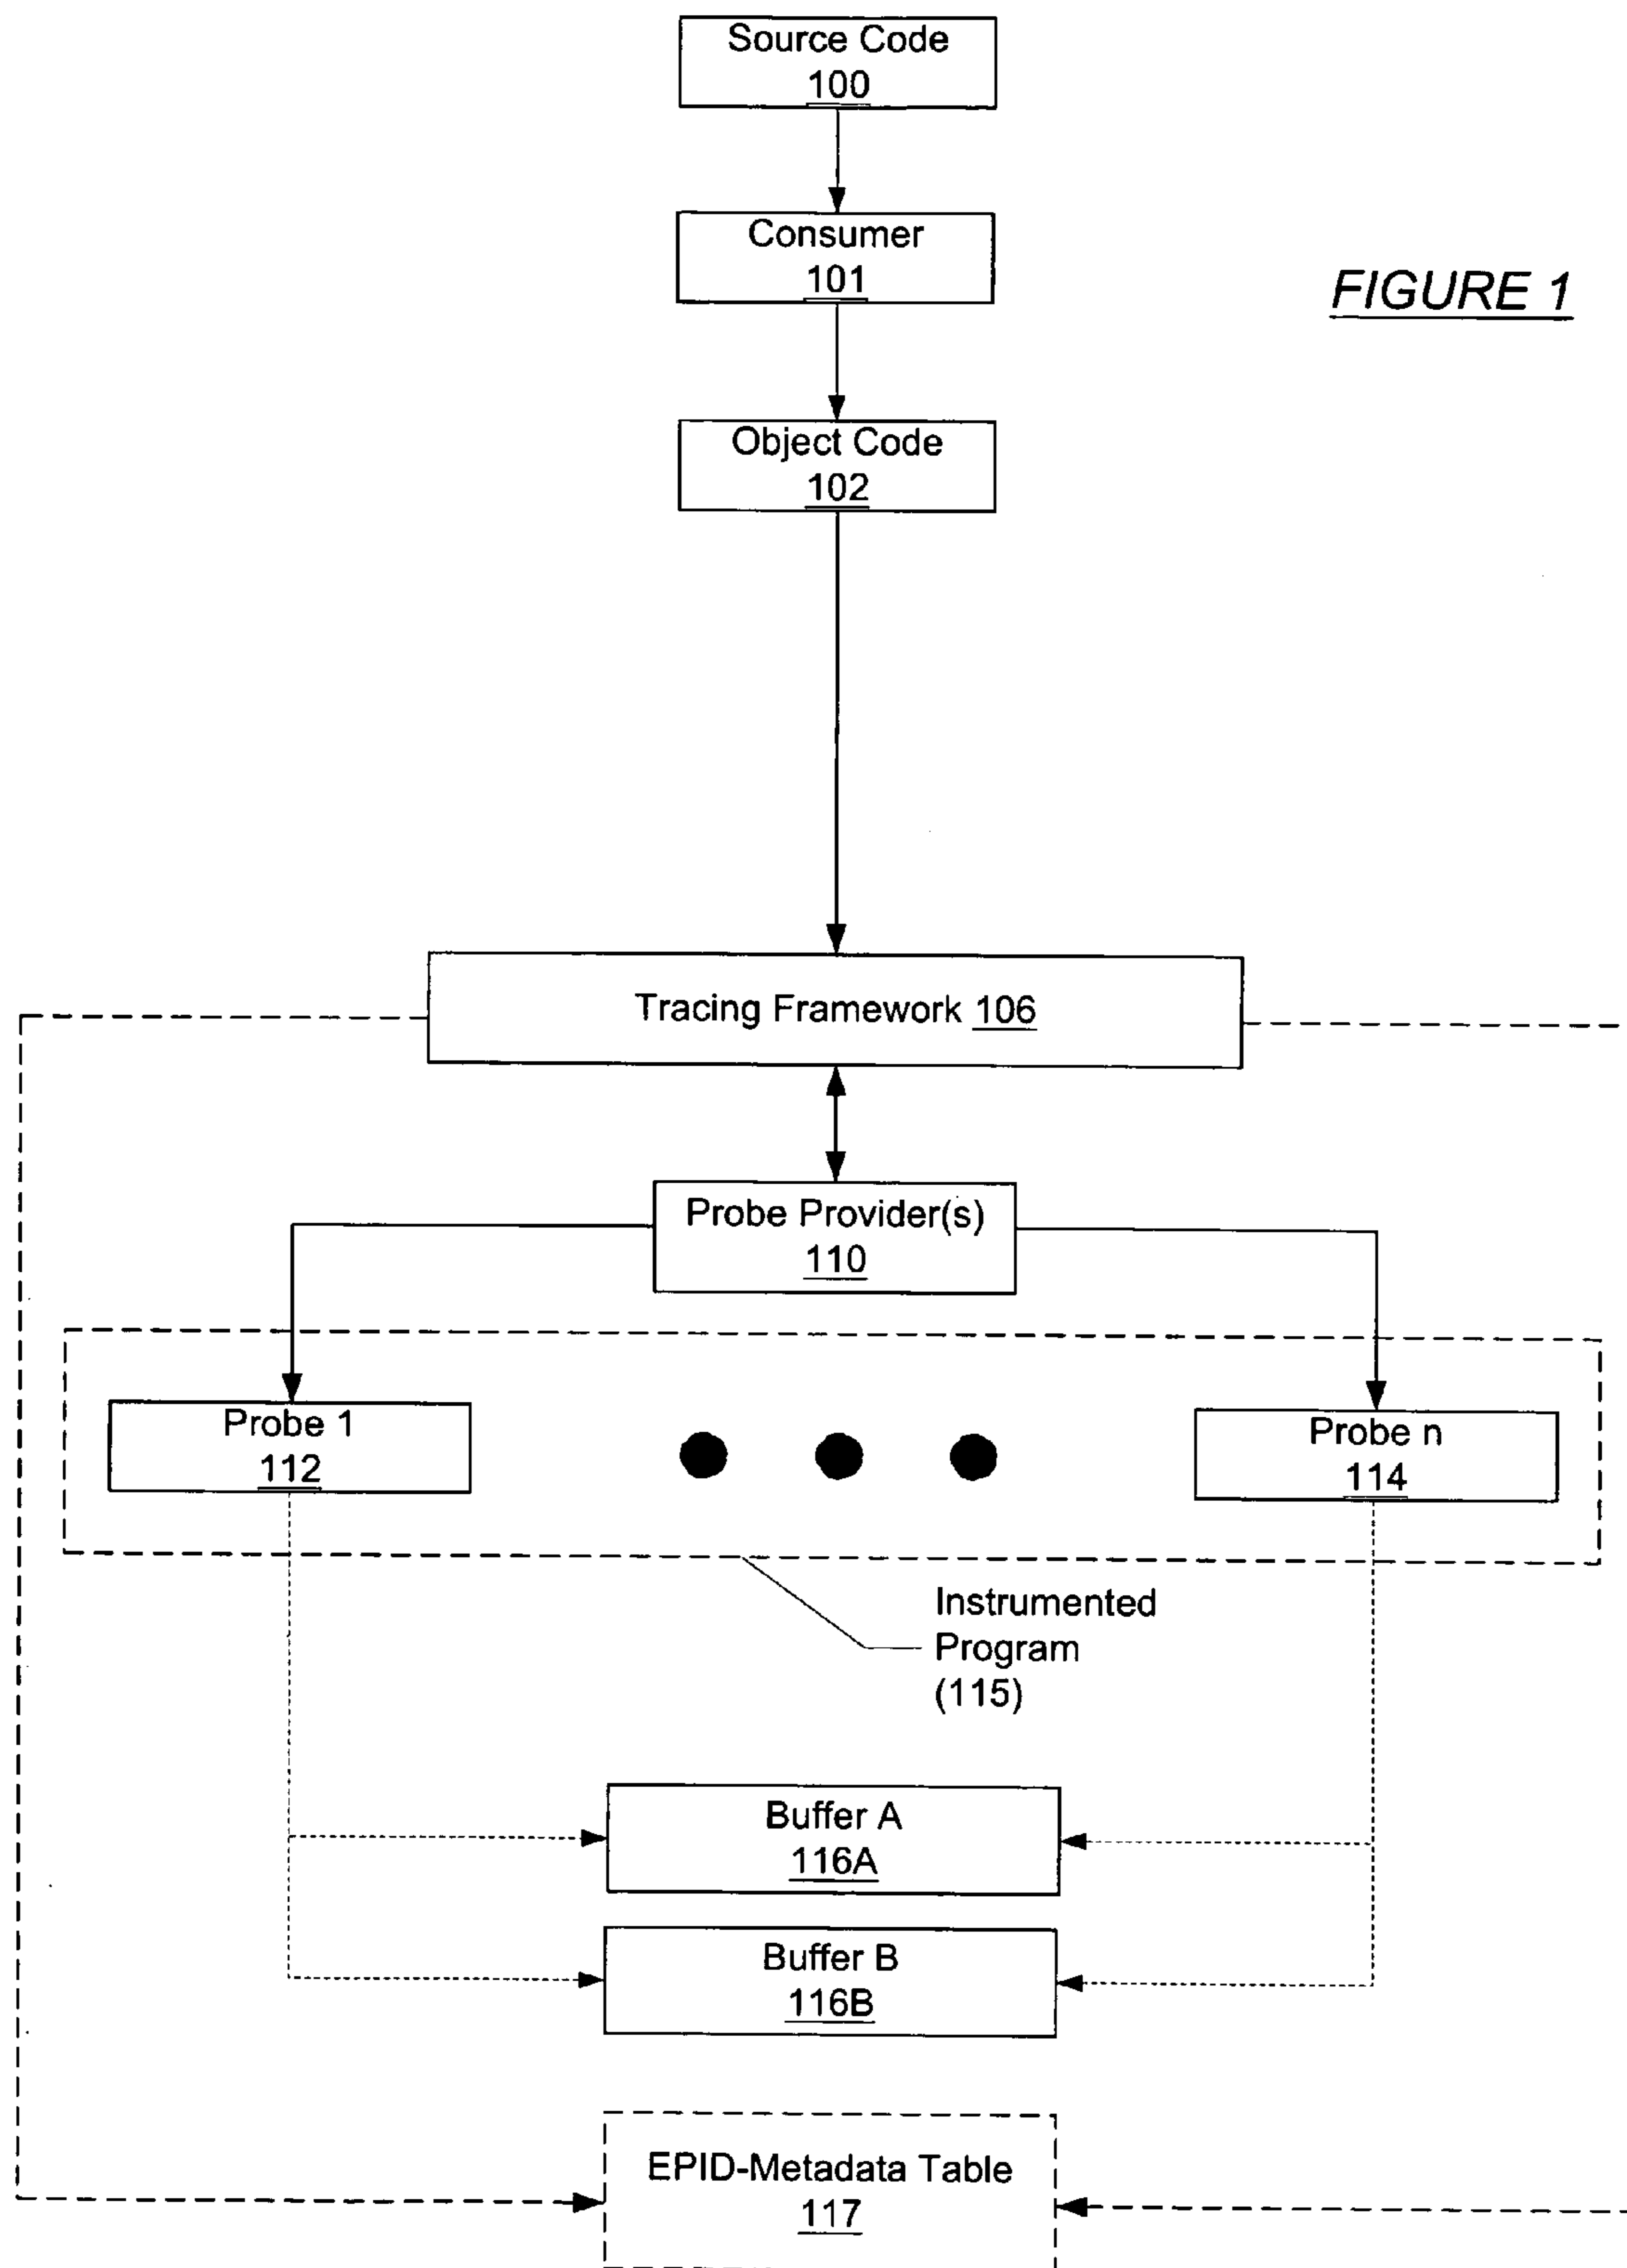 Source Code
100
Consumer
101
FIGURE 1
Object Code
102
Tracing Framework 106
Probe Provider(s)
110
Probe 1
112
Probe n
114
Instrumented
Program
(115)
Buffer A
116A
Buffer B
116B
EPID-Metadata Table
117